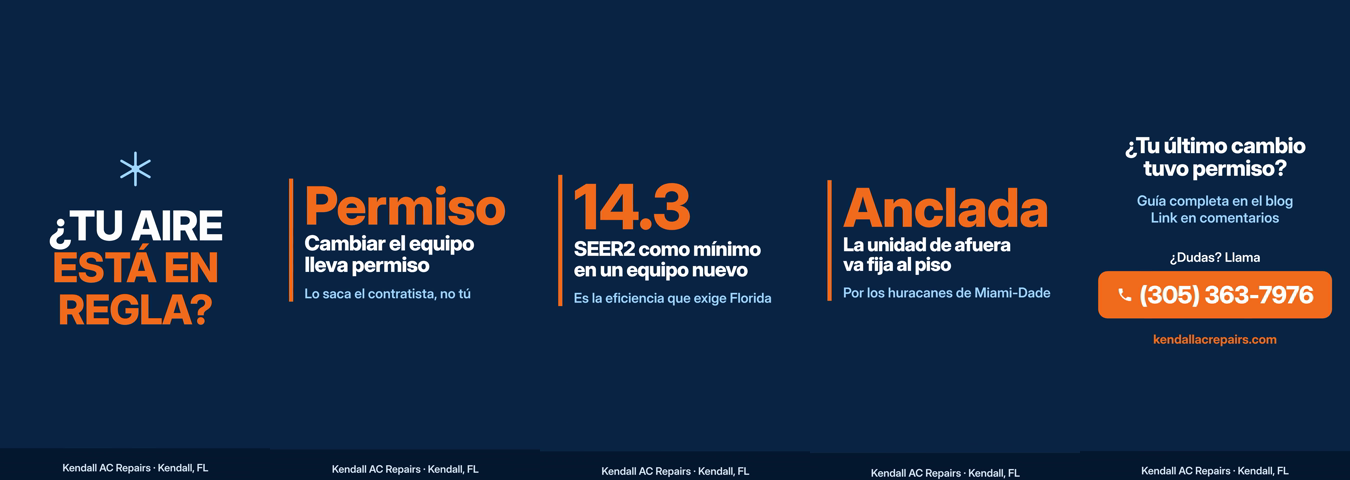 ¿TU AIRE
ESTÁ EN
REGLA?
Kendall AC Repairs · Kendall, FL
Permiso
Cambiar el equipo
lleva permiso
Lo saca el contratista, no tú
Kendall AC Repairs · Kendall, FL
14.3
SEER2 como mínimo
en un equipo nuevo
Es la eficiencia que exige Florida
Kendall AC Repairs · Kendall, FL
Anclada
La unidad de afuera
va fija al piso
Por los huracanes de Miami-Dade
Kendall AC Repairs · Kendall, FL
¿Tu último cambio
tuvo permiso?
Guía completa en el blog
Link en comentarios
¿Dudas? Llama
(305) 363-7976
kendallacrepairs.com
Kendall AC Repairs · Kendall, FL